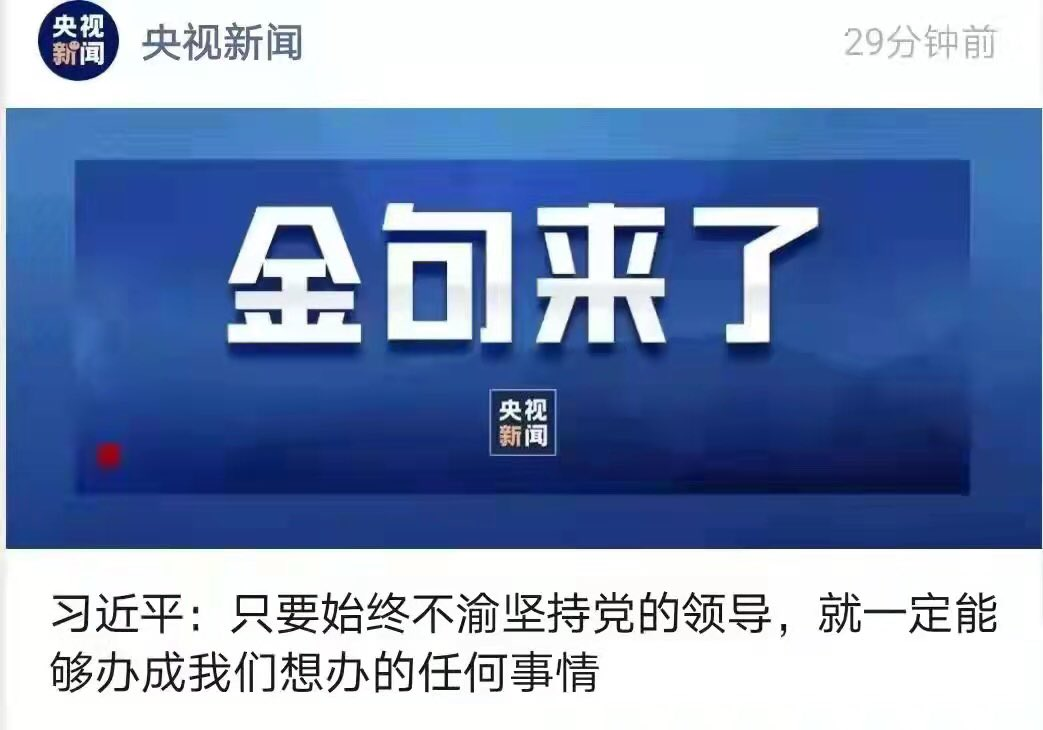 央视
新闻
央视新闻
29分钟前
金句来了
央视
新闻
习近平：只要始终不渝坚持党的领导，就一定能
够办成我们想办的任何事情